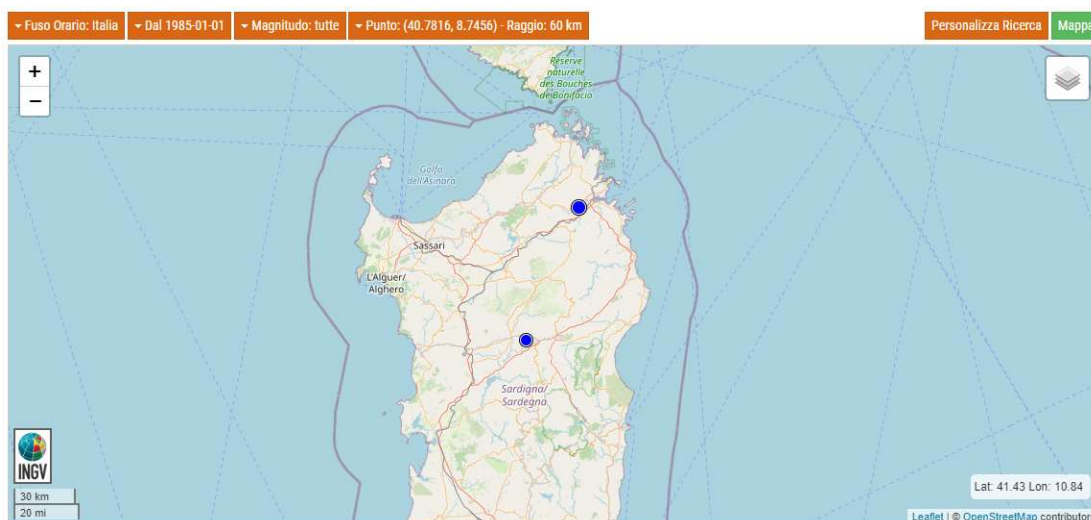 Fuso Orario: Italia Dal 1985-01-01 Magnitudo: tutte Punto: (40.7816, 8.7456) - Raggio: 60 km Personalizza Ricerca Mappa
+
−
Réserve
naturelle
des Bouches
de Bonifacio
Golfo
dell'Asinara
Sassari
L'Alguer/
Alghero
Sardigna/
Sardegna
INGV
30 km
20 mi
Lat: 41.43 Lon: 10.84
Leaflet | © OpenStreetMap contributor